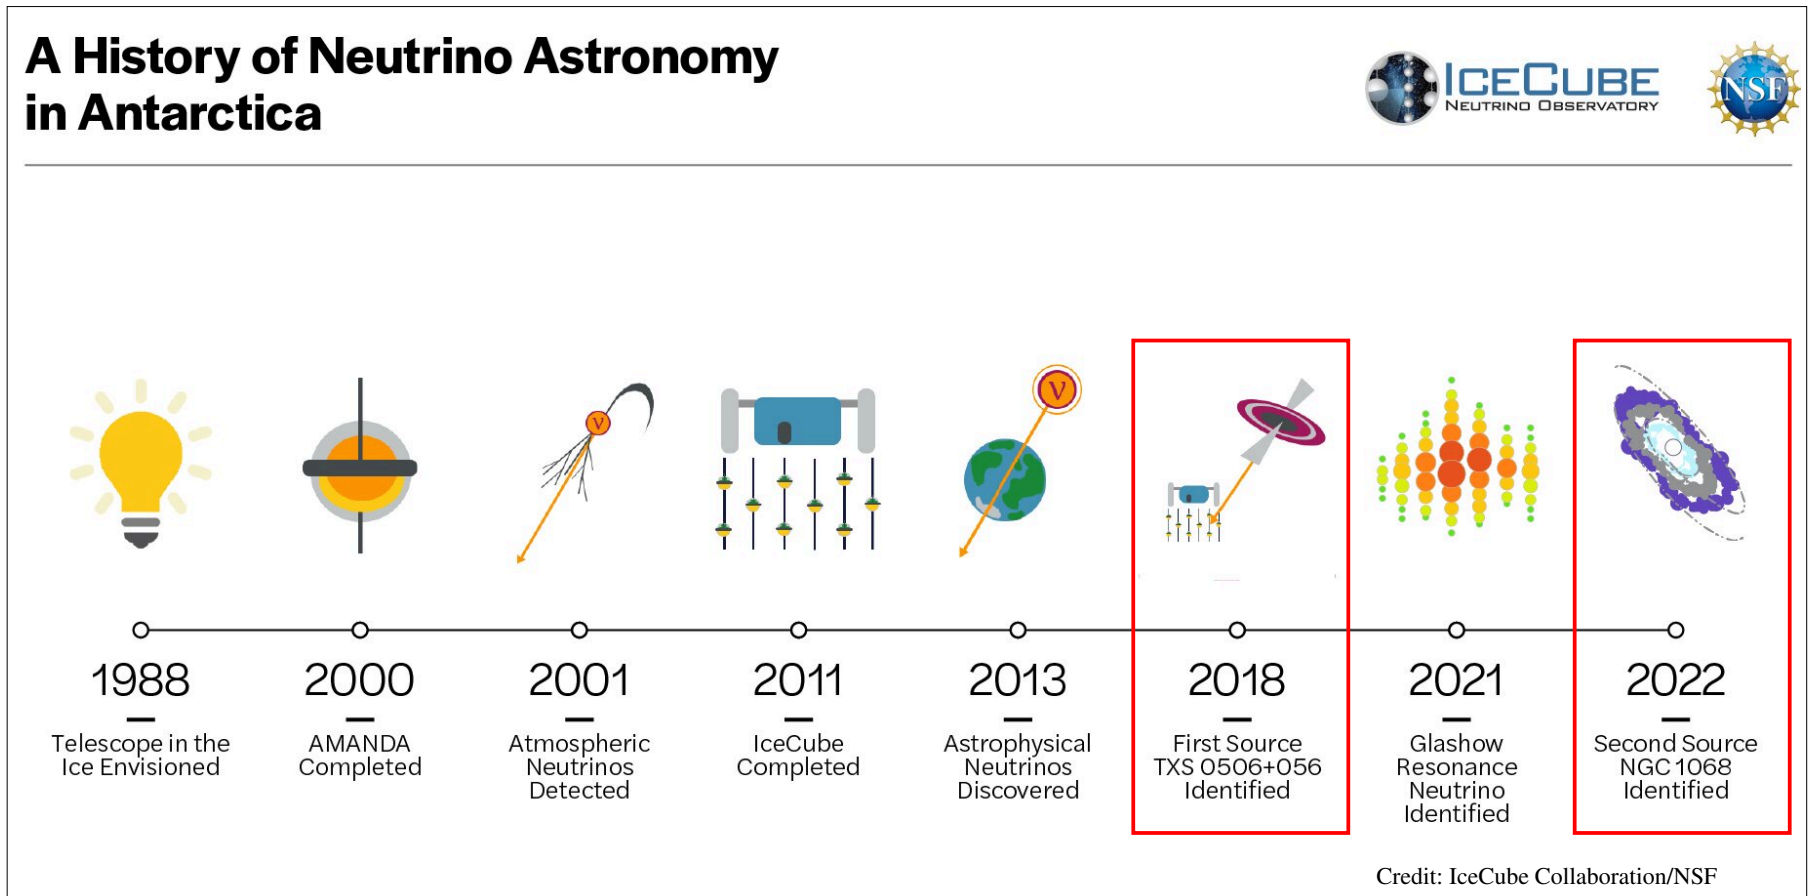 A History of Neutrino Astronomy
in Antarctica
ICECUBE
NEUTRINO OBSERVATORY
NSF
ν
ν
1988
Telescope in the
Ice Envisioned
2000
AMANDA
Completed
2001
Atmospheric
Neutrinos
Detected
2011
IceCube
Completed
2013
Astrophysical
Neutrinos
Discovered
2018
First Source
TXS 0506+056
Identified
2021
Glashow
Resonance
Neutrino
Identified
2022
Second Source
NGC 1068
Identified
Credit: IceCube Collaboration/NSF